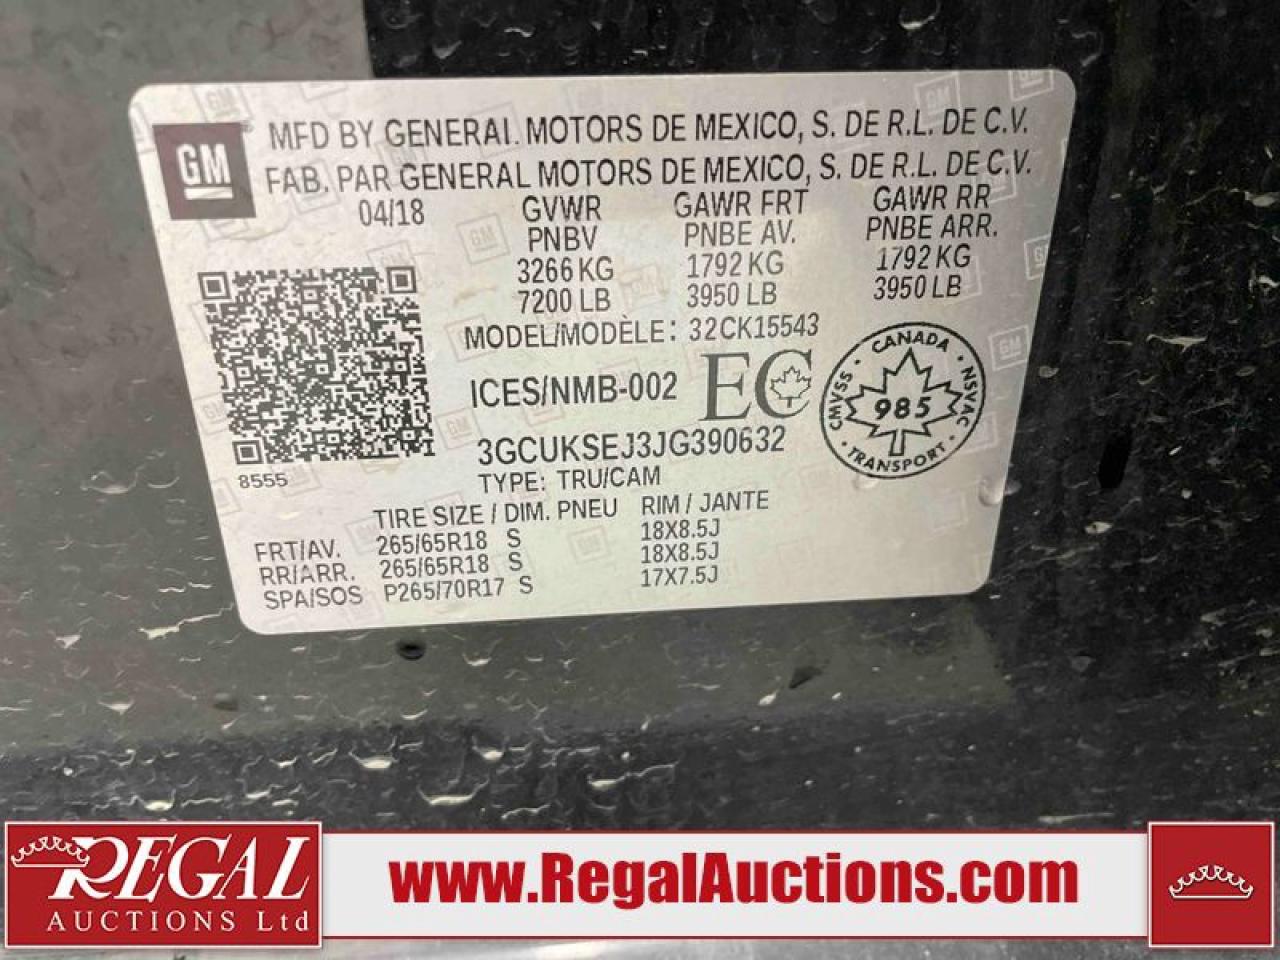 GM
MFD BY GENERAL MOTORS DE MEXICO, S. DE R.L. DE C.V.
FAB. PAR GENERAL MOTORS DE MEXICO, S. DE R.L. DE C.V.
04/18 GVWR GAWR FRT GAWR RR
PNBV PNBE AV. PNBE ARR.
3266 KG 1792 KG 1792 KG
7200 LB 3950 LB 3950 LB
MODEL/MODÈLE: 32CK15543
ICES/NMB-002 EC
CANADA
CMVSS 985 NSVAC
TRANSPORT
3GCUKSEJ3JG390632
8555
TYPE: TRU/CAM
TIRE SIZE / DIM. PNEU RIM / JANTE
FRT/AV. 265/65R18 S 18X8.5J
RR/ARR. 265/65R18 S 18X8.5J
SPA/SOS P265/70R17 S 17X7.5J
REGAL
AUCTIONS Ltd
www.RegalAuctions.com